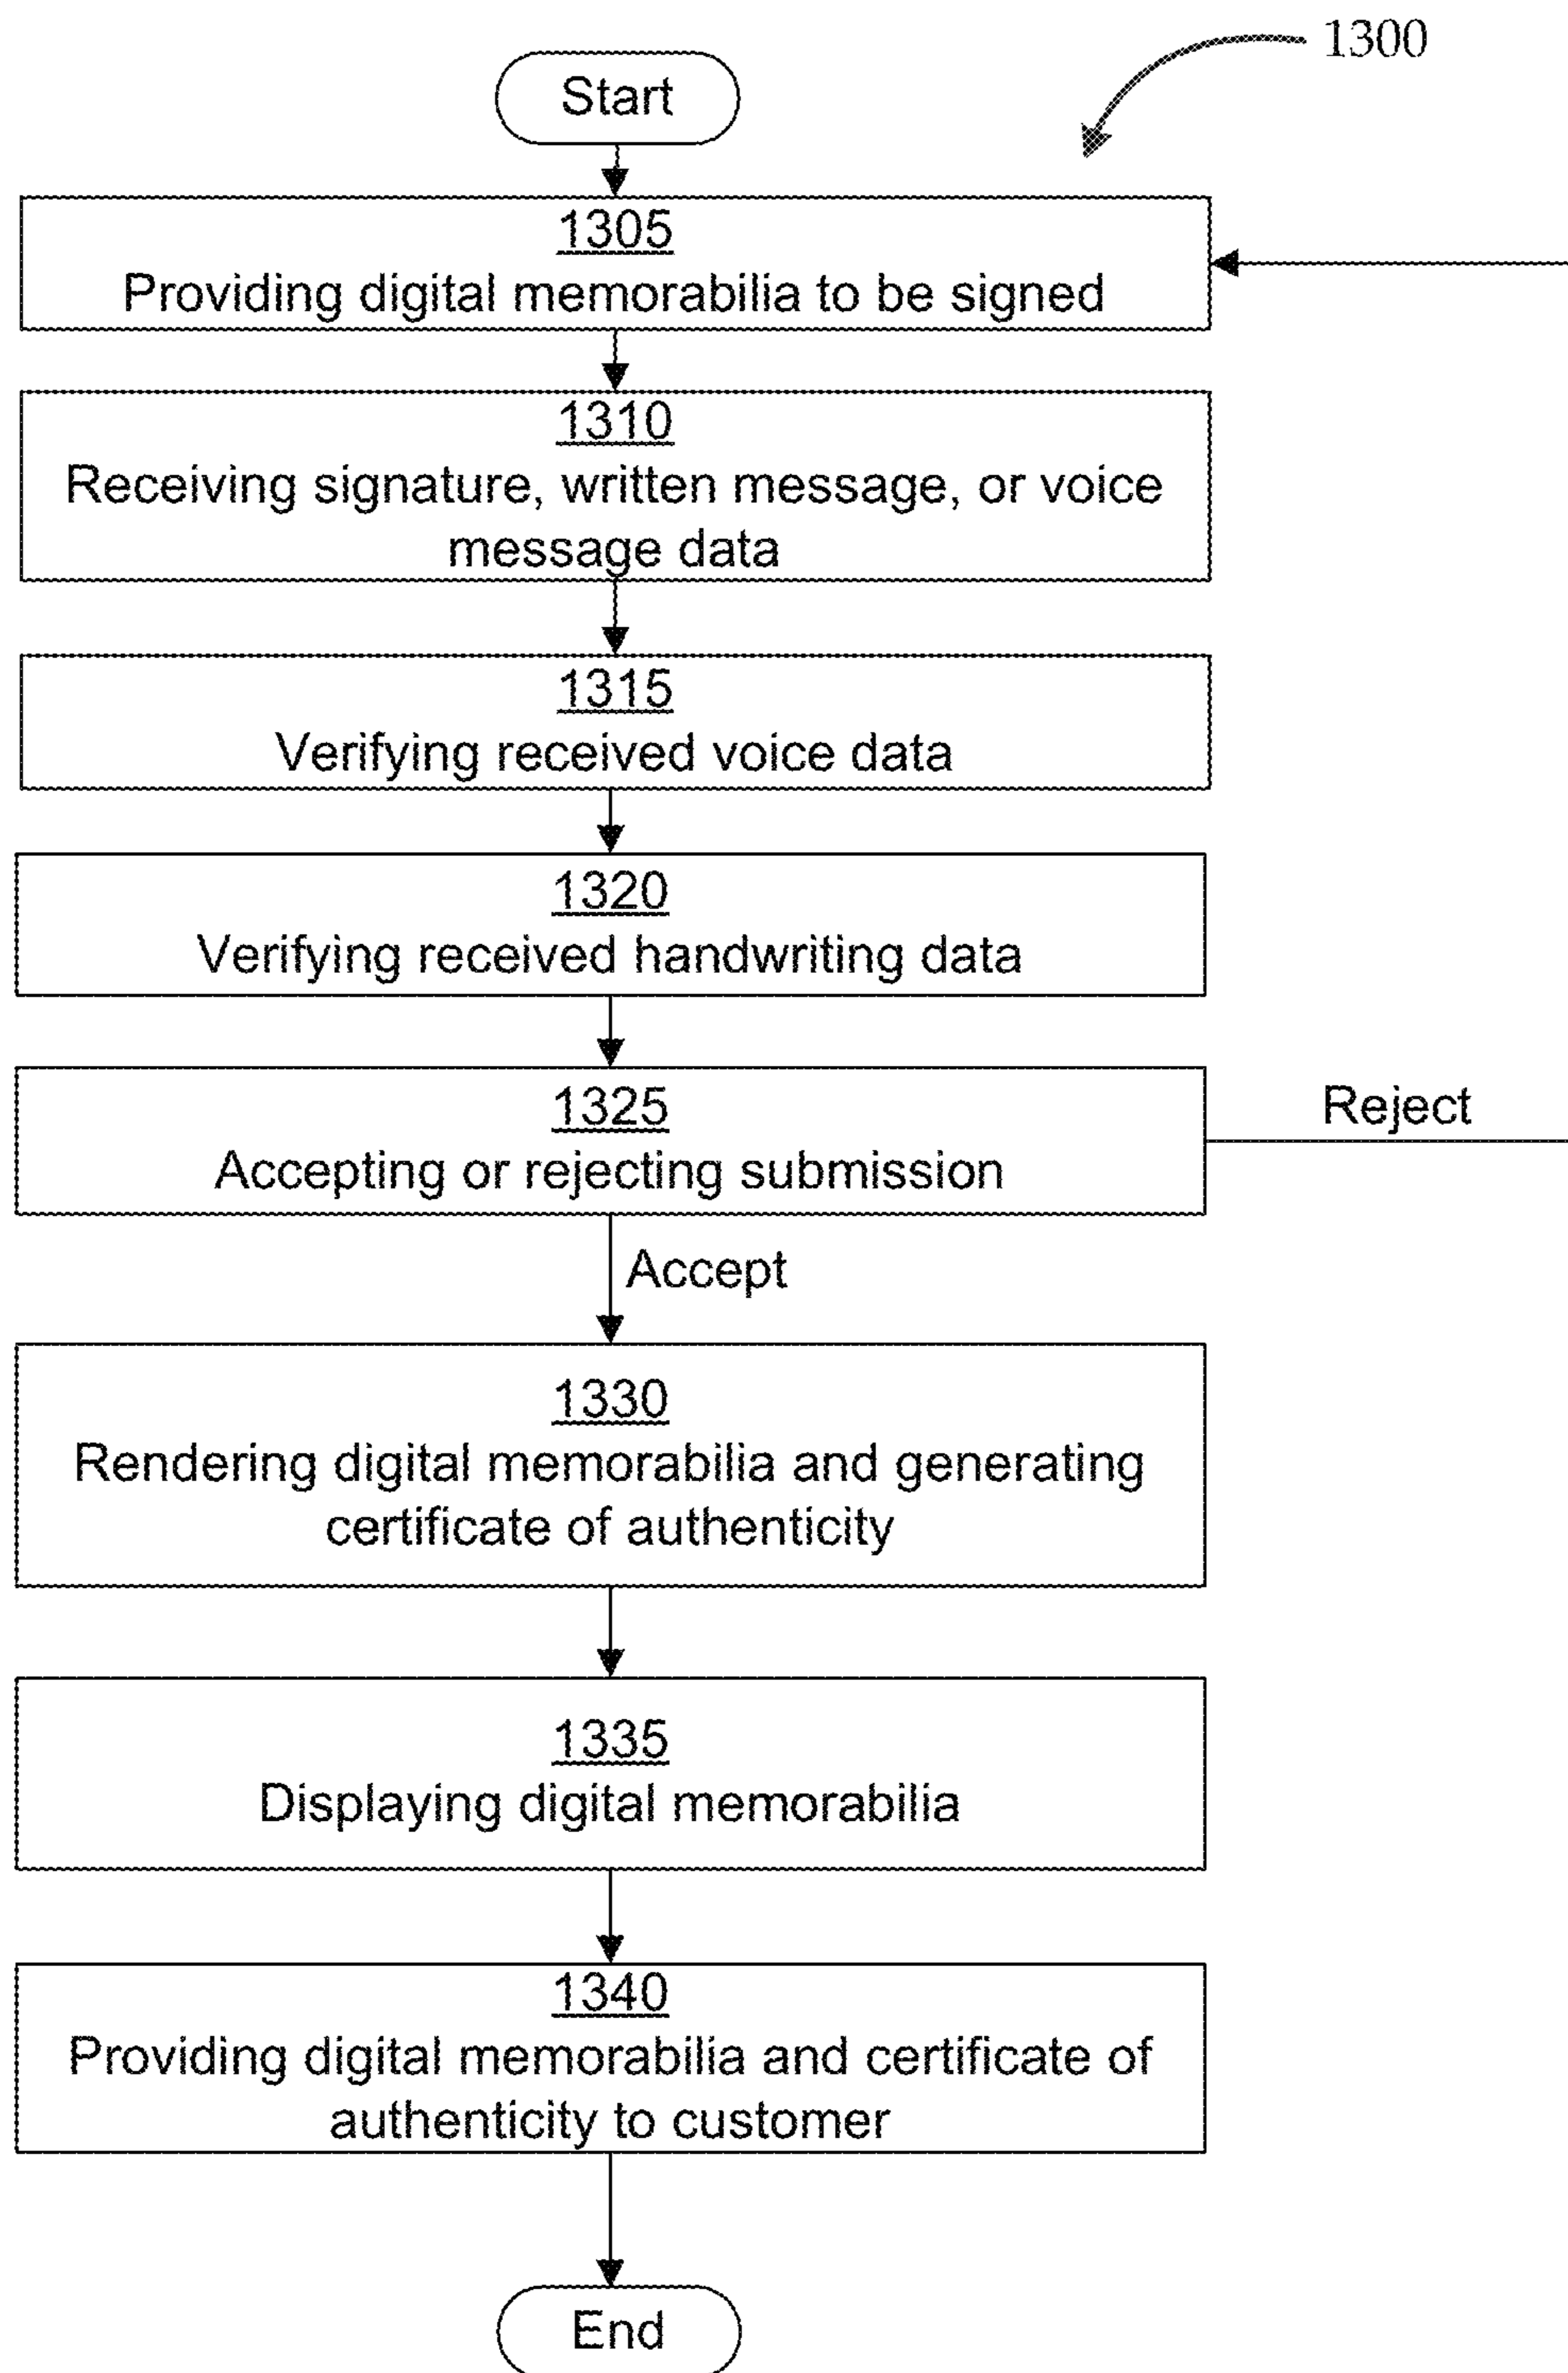 1300
Start
1305
Providing digital memorabilia to be signed
1310
Receiving signature, written message, or voice
message data
1315
Verifying received voice data
1320
Verifying received handwriting data
1325
Accepting or rejecting submission
Reject
Accept
1330
Rendering digital memorabilia and generating
certificate of authenticity
1335
Displaying digital memorabilia
1340
Providing digital memorabilia and certificate of
authenticity to customer
End